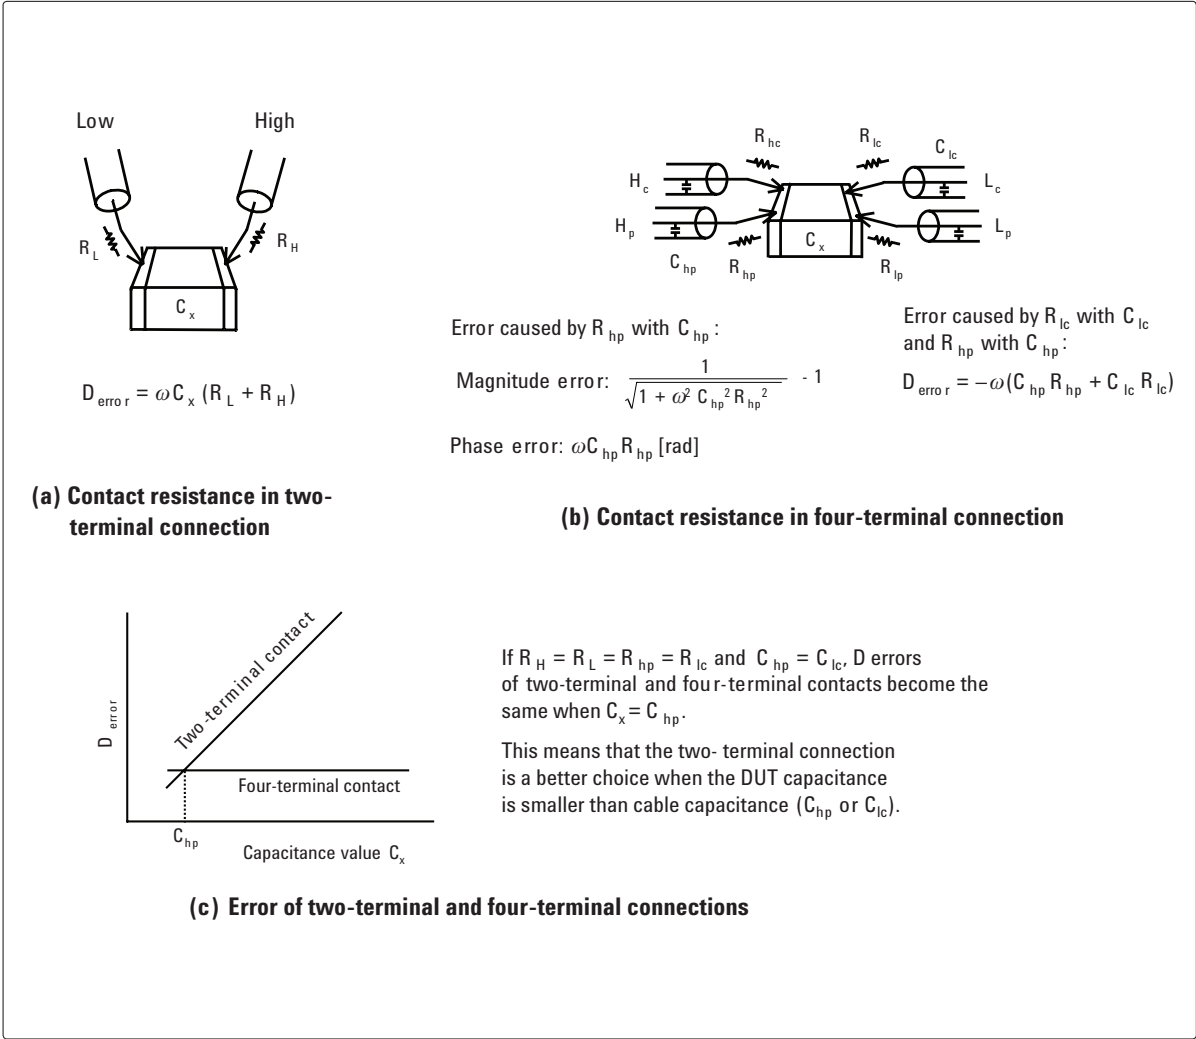 Low High
R L R H
C x
D error = ωC x (R L + R H)
(a) Contact resistance in two-
terminal connection
R hc R lc C lc
H c L c
H p L p
C x
C hp R hp R lp
Error caused by R hp with C hp :
Magnitude error: 1 / √(1 + ω² C hp² R hp²) - 1
Phase error: ωC hp R hp [rad]
Error caused by R lc with C lc
and R hp with C hp :
D error = −ω(C hp R hp + C lc R lc)
(b) Contact resistance in four-terminal connection
D error
Two-terminal contact
Four-terminal contact
C hp
Capacitance value C x
If R H = R L = R hp = R lc and C hp = C lc, D errors
of two-terminal and four-terminal contacts become the
same when C x = C hp.
This means that the two- terminal connection
is a better choice when the DUT capacitance
is smaller than cable capacitance (C hp or C lc).
(c) Error of two-terminal and four-terminal connections